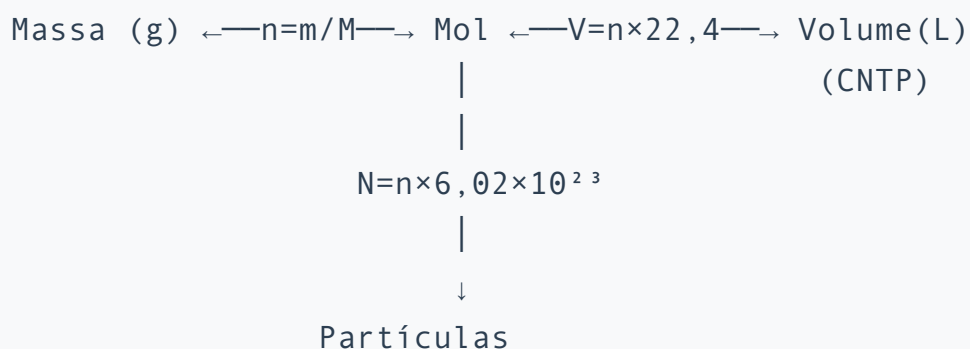 Massa (g) ←──n=m/M──→ Mol ←──V=n×22,4──→ Volume(L)
│ (CNTP)
│
N=n×6,02×10²³
│
↓
Partículas